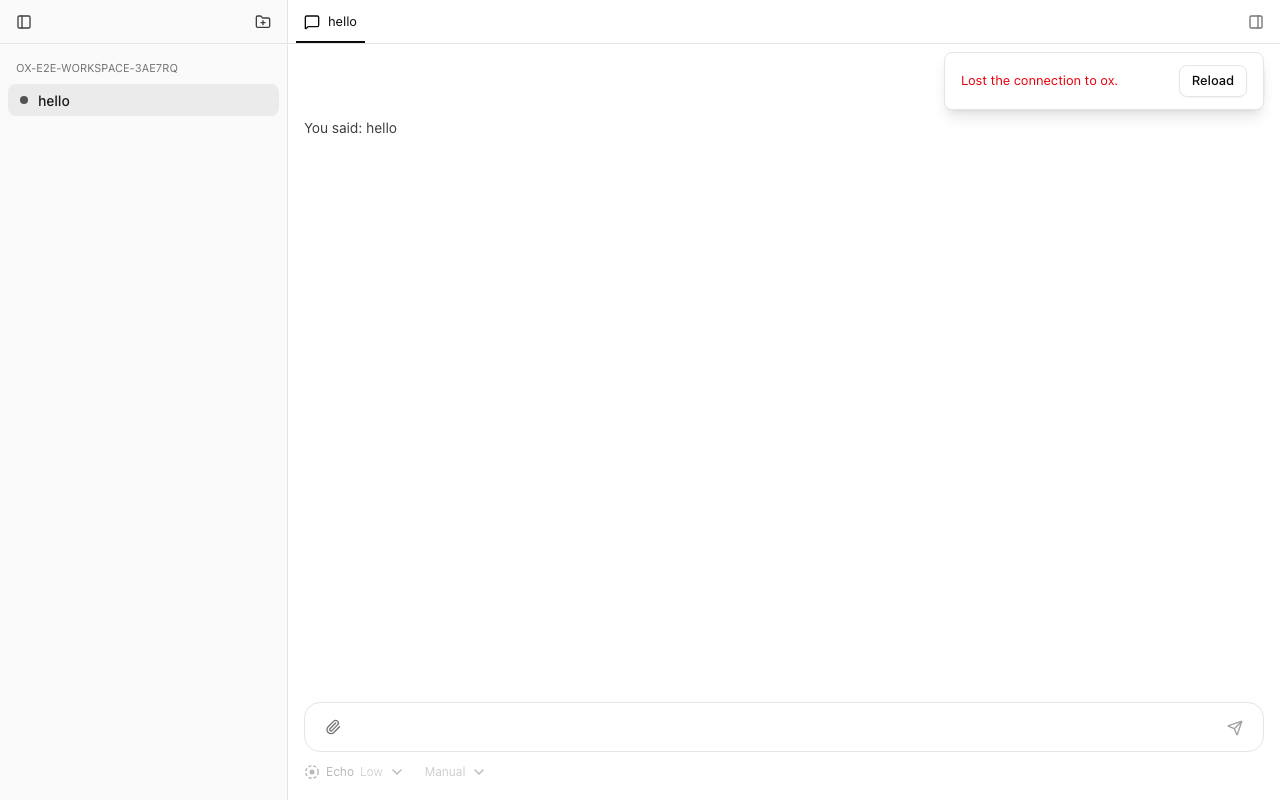 hello
OX-E2E-WORKSPACE-3AE7RQ
hello
Lost the connection to ox. Reload
You said: hello
Echo Low Manual